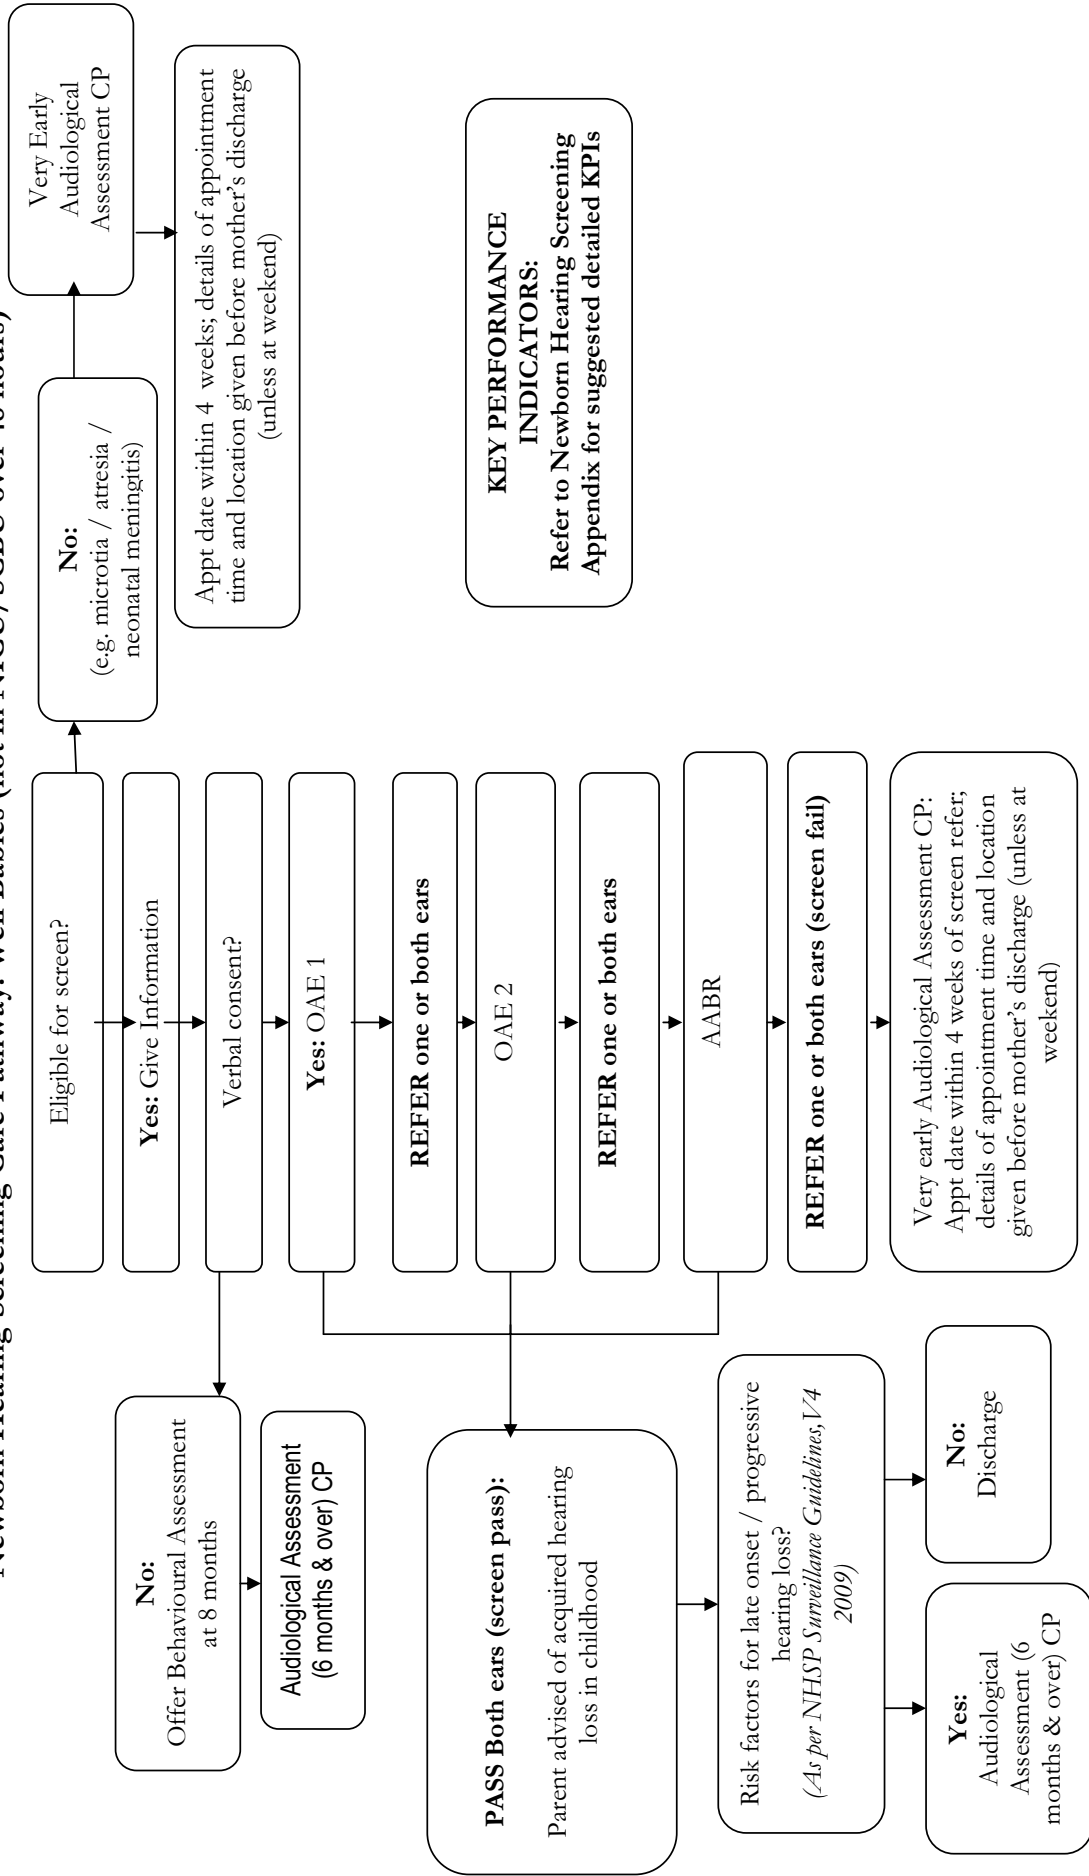 Newborn Hearing Screening Care Pathway: Well Babies (not in NICU/SCBU over 48 hours)
Eligible for screen?
No:
(e.g. microtia / atresia /
neonatal meningitis)
Very Early
Audiological
Assessment CP
Appt date within 4 weeks; details of appointment
time and location given before mother's discharge
(unless at weekend)
Yes: Give Information
Verbal consent?
No:
Offer Behavioural Assessment
at 8 months
Audiological Assessment
(6 months & over) CP
Yes: OAE 1
REFER one or both ears
OAE 2
REFER one or both ears
AABR
REFER one or both ears (screen fail)
Very early Audiological Assessment CP:
Appt date within 4 weeks of screen refer;
details of appointment time and location
given before mother's discharge (unless at
weekend)
PASS Both ears (screen pass):
Parent advised of acquired hearing
loss in childhood
Risk factors for late onset / progressive
hearing loss?
(As per NHSP Surveillance Guidelines,V4
2009)
Yes:
Audiological
Assessment (6
months & over) CP
No:
Discharge
KEY PERFORMANCE
INDICATORS:
Refer to Newborn Hearing Screening
Appendix for suggested detailed KPIs